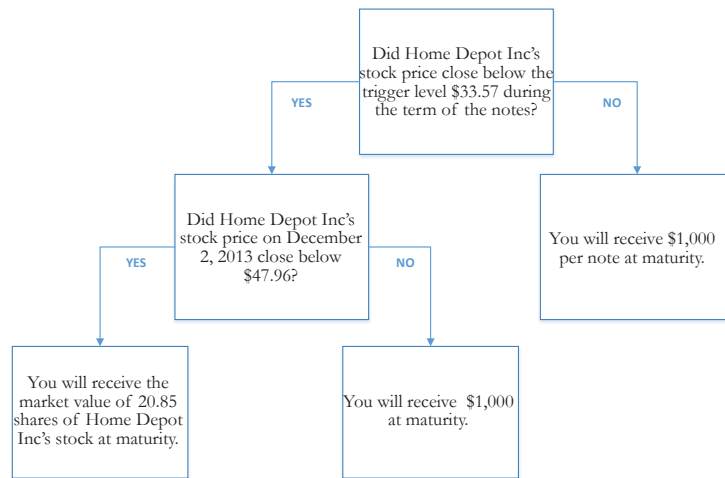 Did Home Depot Inc's
stock price close below the
trigger level $33.57 during
the term of the notes?
YES
NO
Did Home Depot Inc's
stock price on December
2, 2013 close below
$47.96?
You will receive $1,000
per note at maturity.
YES
NO
You will receive the
market value of 20.85
shares of Home Depot
Inc's stock at maturity.
You will receive $1,000
at maturity.